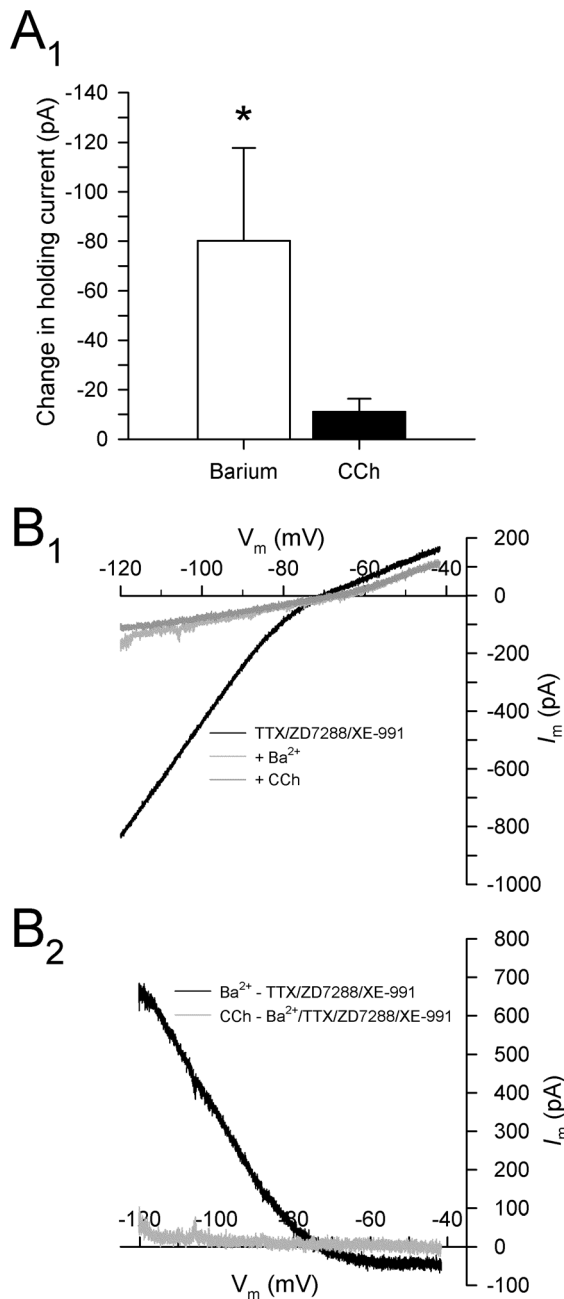 A1
Change in holding current (pA)
-140
-120
-100
-80
-60
-40
-20
0
*
Barium CCh
B1
Vm (mV)
-120 -100 -80 -60 -40
200
0
-200
-400
-600
-800
-1000
Im (pA)
TTX/ZD7288/XE-991
+ Ba2+
+ CCh
B2
800
700
600
500
400
300
200
100
0
-100
Im (pA)
Ba2+ - TTX/ZD7288/XE-991
CCh - Ba2+/TTX/ZD7288/XE-991
-120 -100 -80 -60 -40
Vm (mV)